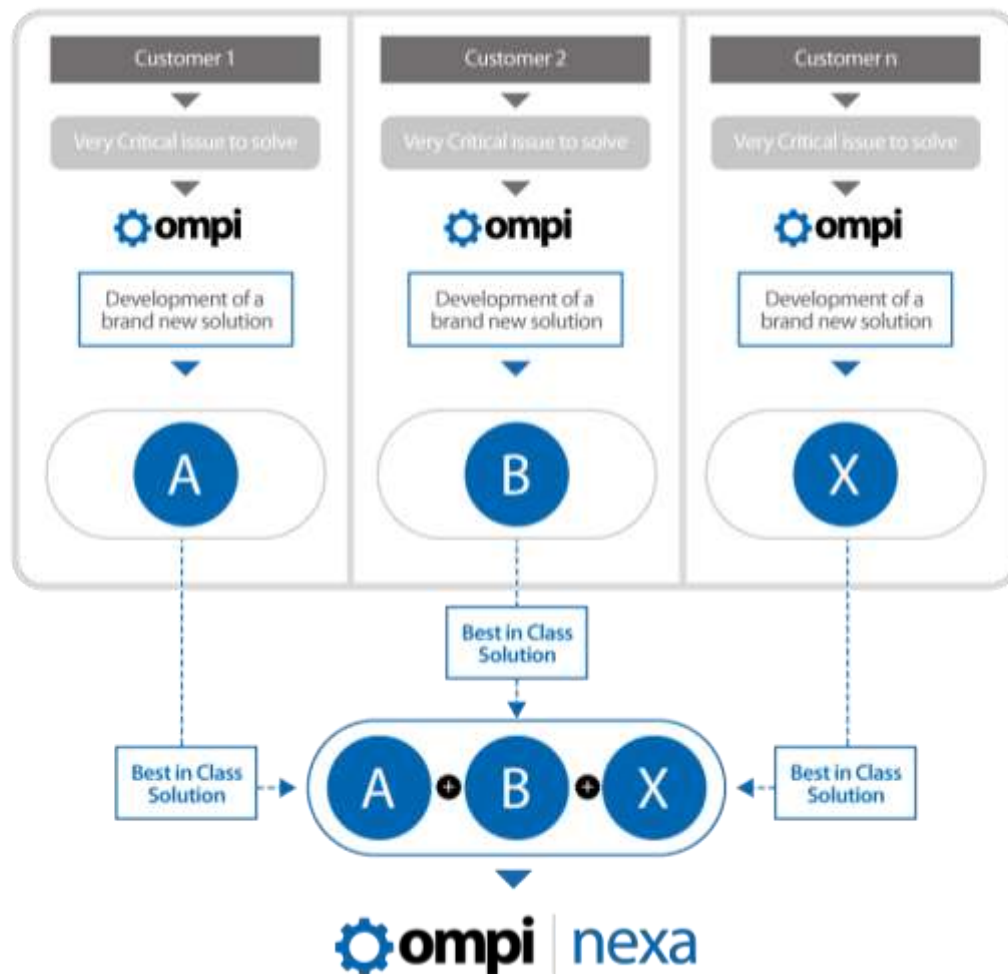 Customer 1
Very Critical issue to solve
ompi
Development of a
brand new solution
A
Customer 2
Very Critical issue to solve
ompi
Development of a
brand new solution
B
Customer n
Very Critical issue to solve
ompi
Development of a
brand new solution
X
Best in Class
Solution
Best in Class
Solution
A + B + X
Best in Class
Solution
ompi | nexa